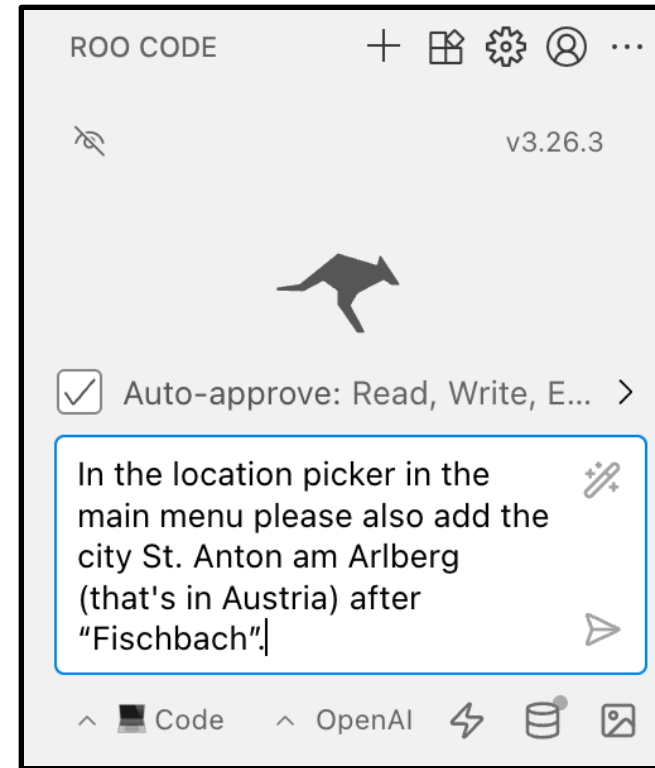 ROO CODE
v3.26.3
Auto-approve: Read, Write, E...
In the location picker in the
main menu please also add the
city St. Anton am Arlberg
(that's in Austria) after
“Fischbach”.
Code OpenAI